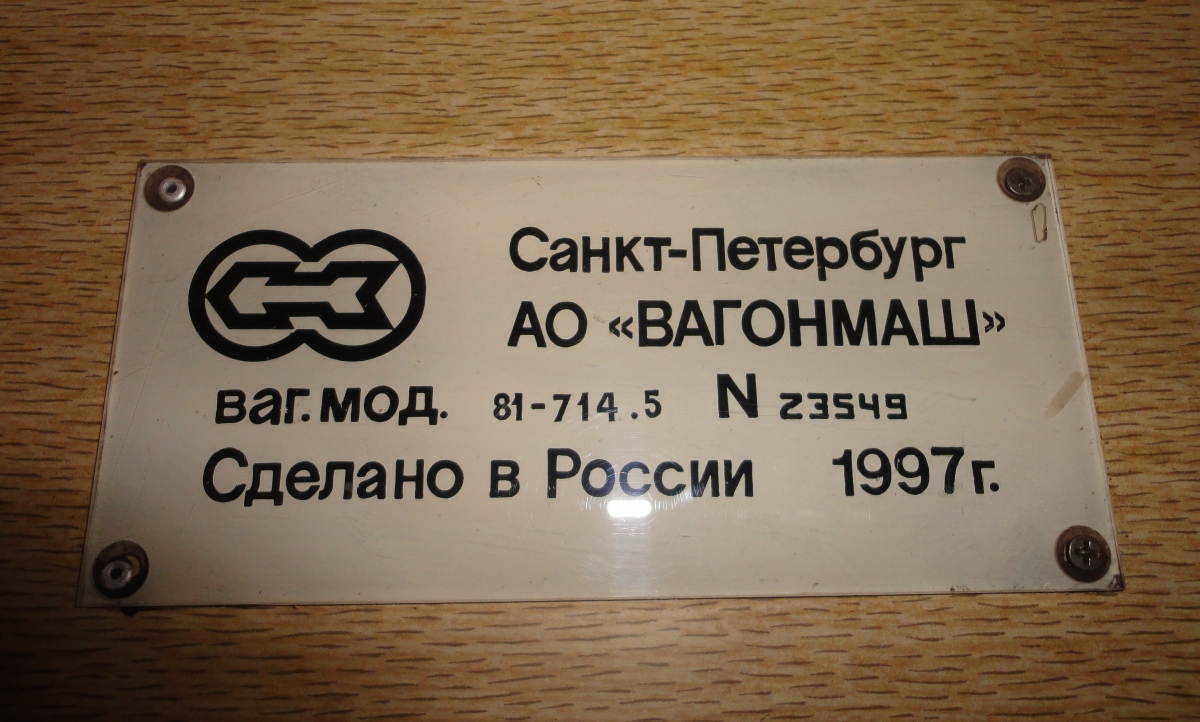 Санкт-Петербург
АО «ВАГОНМАШ»
ваг.мод. 81-714.5 N 23549
Сделано в России 1997г.